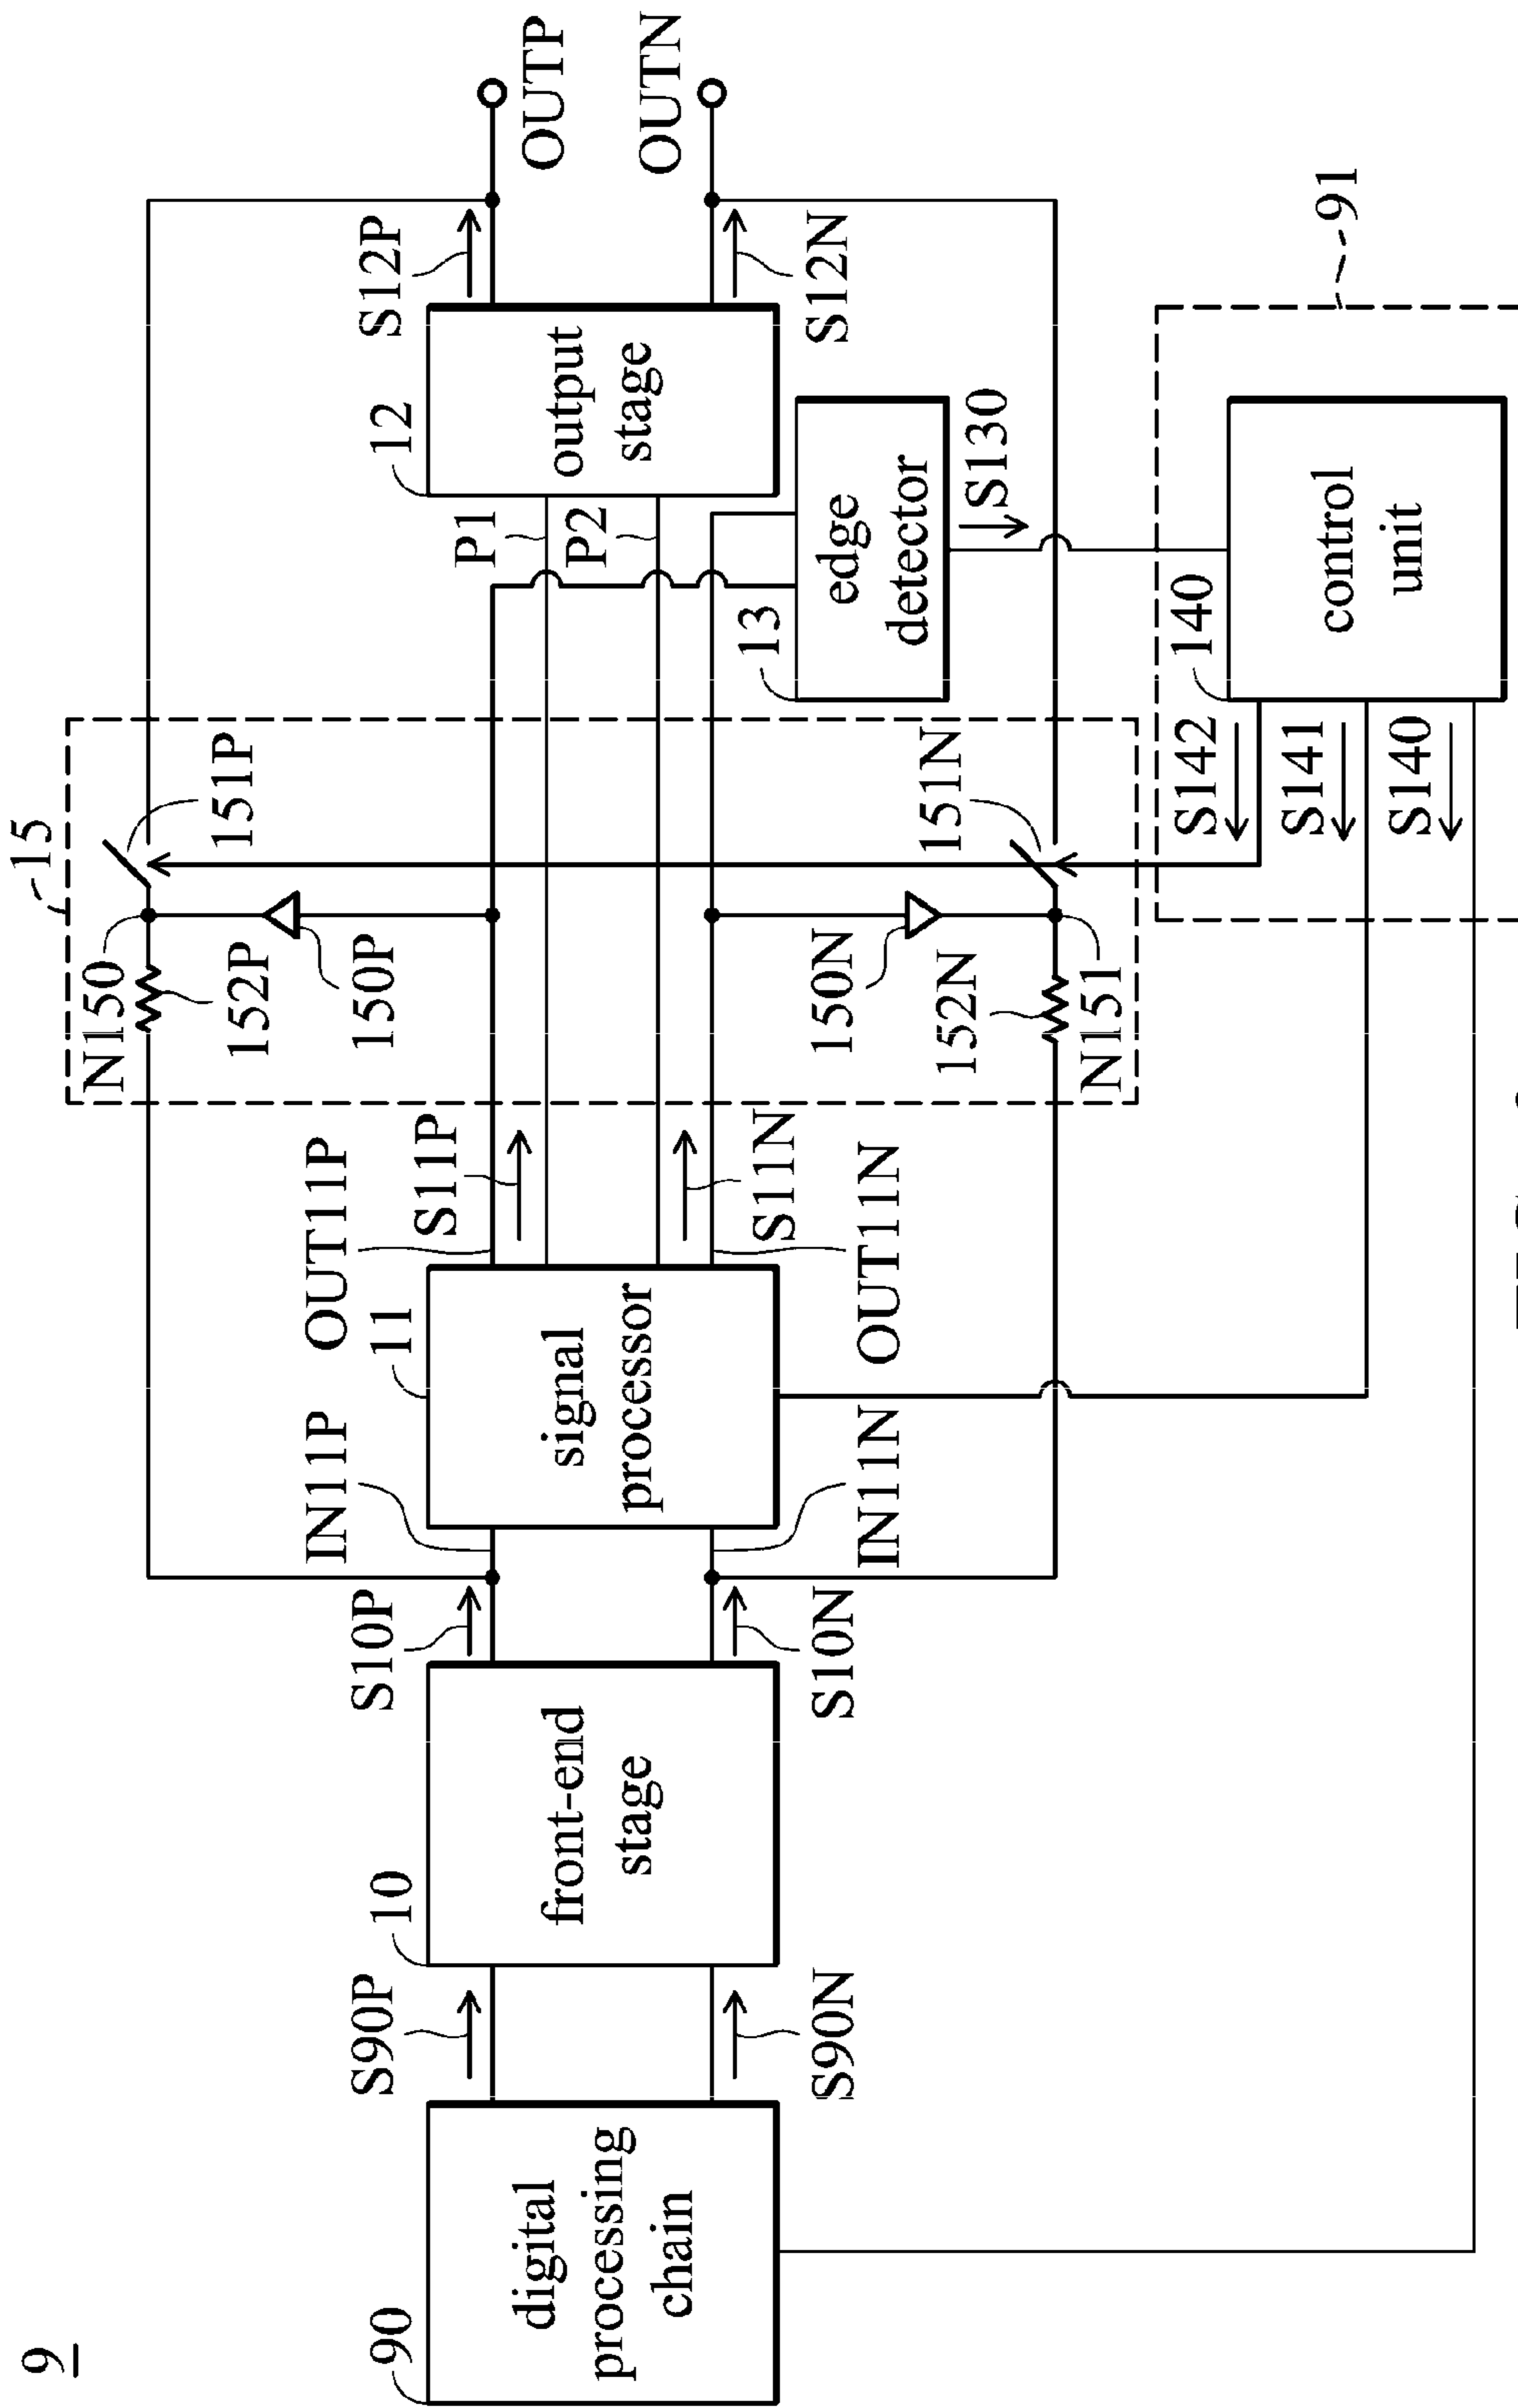 9
15
N150
151P
152P
150P
OUTP
OUTN
S12P
S12N
12
output
stage
P1
P2
OUT11P
S11P
S11N
OUT11N
11
signal
processor
IN11P
IN11N
S10P
S10N
10
front-end
stage
S90P
S90N
90
digital
processing
chain
150N
151N
152N
N151
13
edge
detector
S130
91
140
control
unit
S142
S141
S140